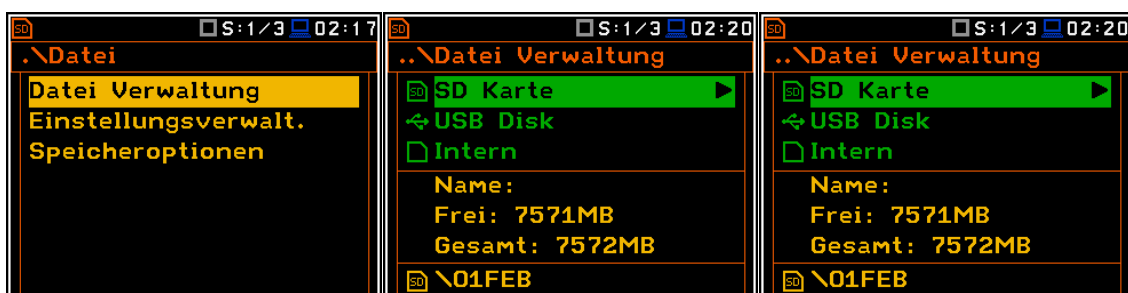 S:1/3 02:17
.\Datei
Datei Verwaltung
Einstellungsverwalt.
Speicheroptionen
S:1/3 02:20
..\Datei Verwaltung
SD Karte
USB Disk
Intern
Name:
Frei: 7571MB
Gesamt: 7572MB
\01FEB
S:1/3 02:20
..\Datei Verwaltung
SD Karte
USB Disk
Intern
Name:
Frei: 7571MB
Gesamt: 7572MB
\01FEB